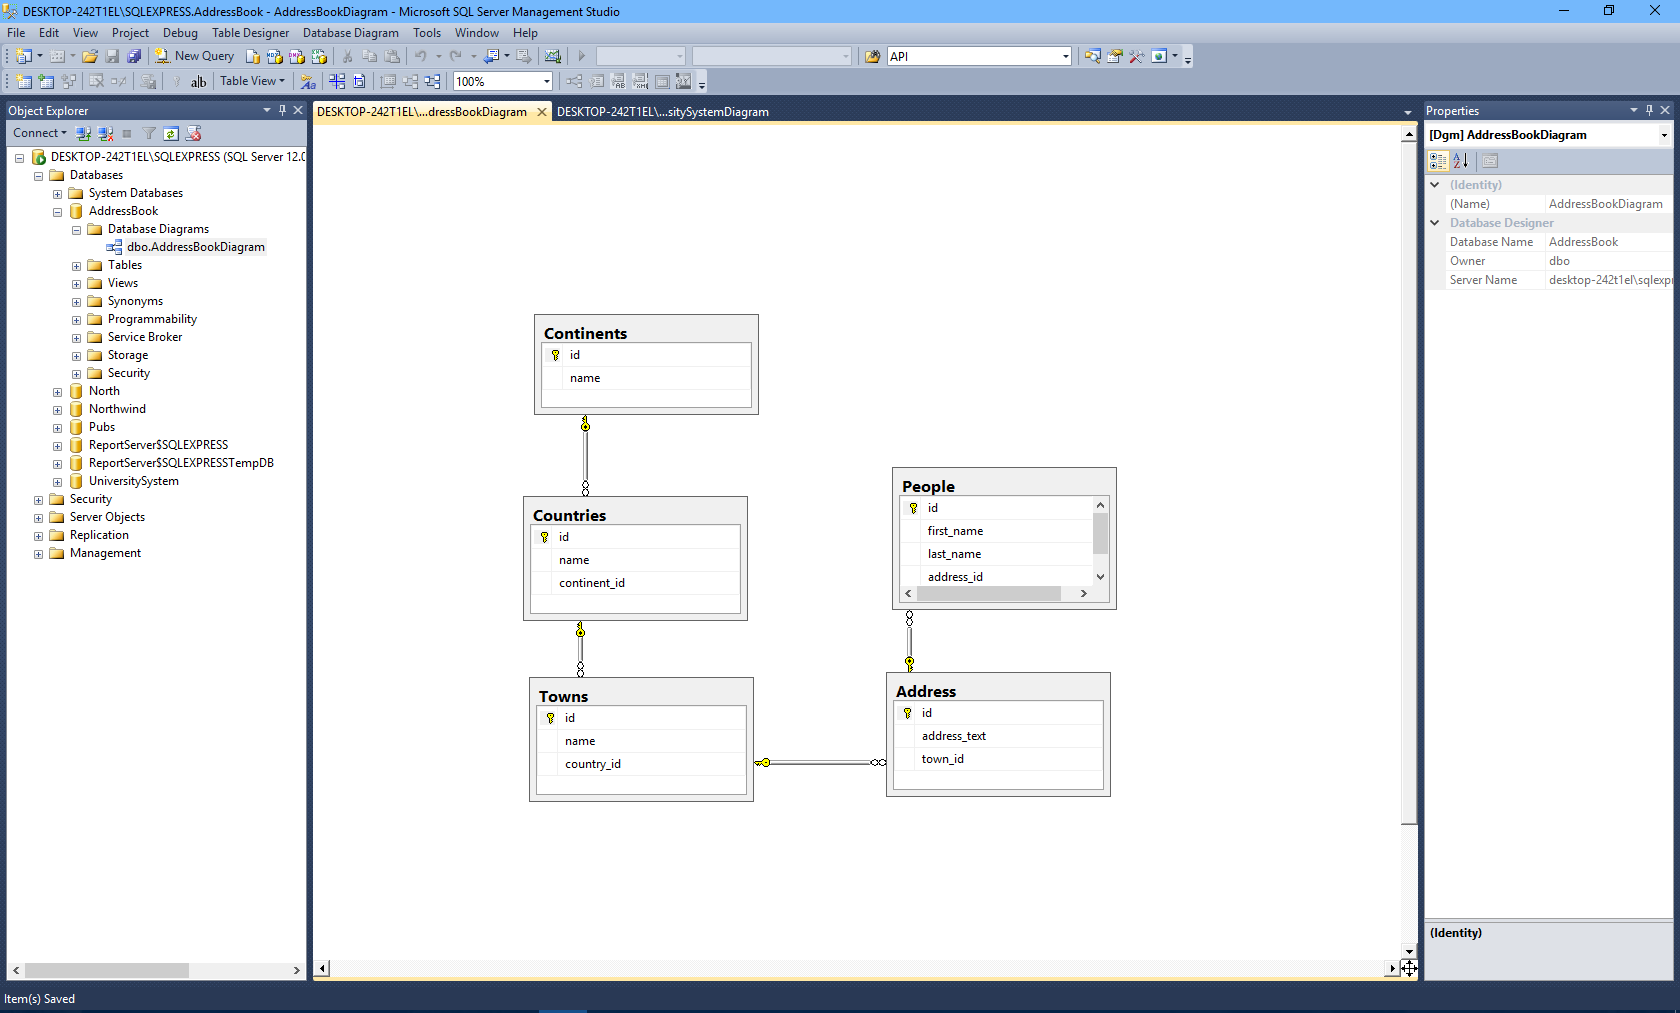 DESKTOP-242T1EL\SQLEXPRESS.AddressBook - AddressBookDiagram - Microsoft SQL Server Management Studio
File Edit View Project Debug Table Designer Database Diagram Tools Window Help
New Query API
ab| Table View 100%
Object Explorer
Connect
DESKTOP-242T1EL\SQLEXPRESS (SQL Server 12.0
Databases
System Databases
AddressBook
Database Diagrams
dbo.AddressBookDiagram
Tables
Views
Synonyms
Programmability
Service Broker
Storage
Security
North
Northwind
Pubs
ReportServer$SQLEXPRESS
ReportServer$SQLEXPRESSTempDB
UniversitySystem
Security
Server Objects
Replication
Management
DESKTOP-242T1EL\...dressBookDiagram DESKTOP-242T1EL\...sitySystemDiagram
Continents
id
name
Countries
id
name
continent_id
Towns
id
name
country_id
People
id
first_name
last_name
address_id
Address
id
address_text
town_id
Properties
[Dgm] AddressBookDiagram
(Identity)
(Name) AddressBookDiagram
Database Designer
Database Name AddressBook
Owner dbo
Server Name desktop-242t1el\sqlexpr
(Identity)
Item(s) Saved